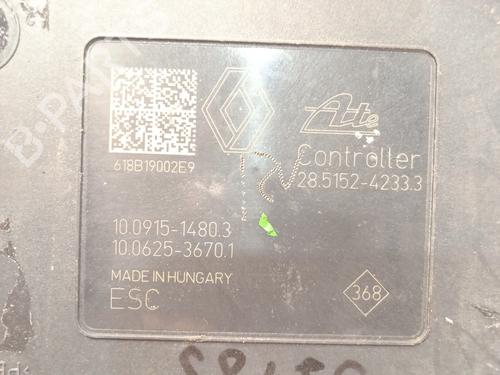 Ate
618B19002E9
Controller
28.5152-4233.3
10.0915-1480.3
10.0625-3670.1
MADE IN HUNGARY
ESC
368
B-PARTS